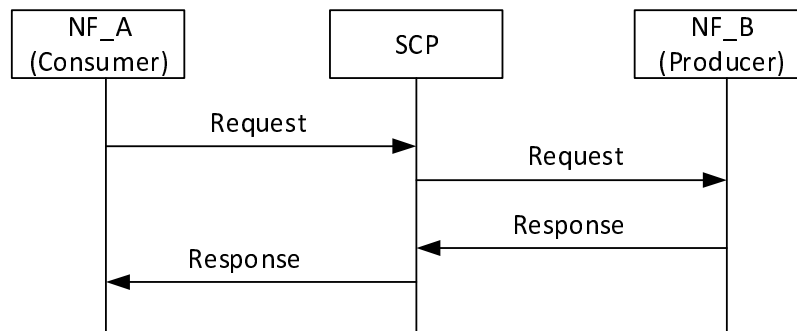 NF_A
(Consumer)
SCP
NF_B
(Producer)
Request
Request
Response
Response